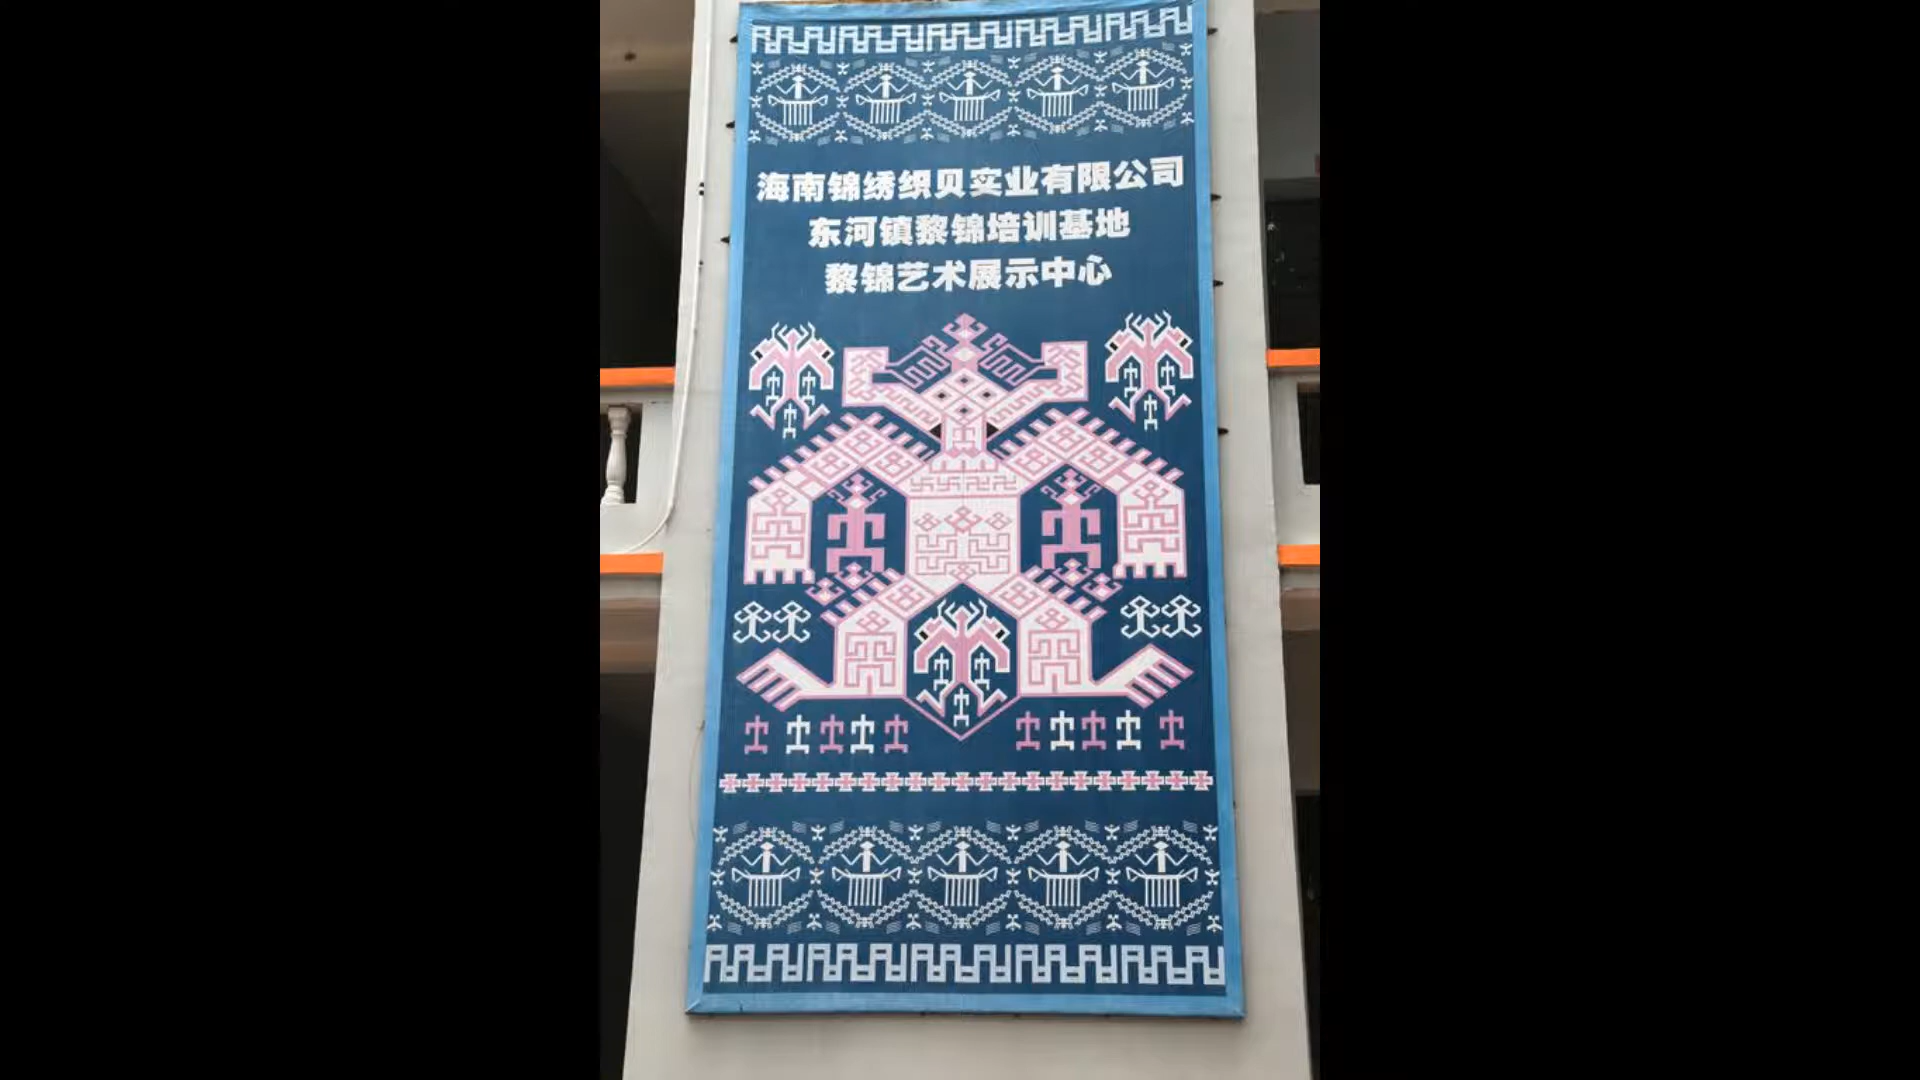 海南锦绣织贝实业有限公司
东河镇黎锦培训基地
黎锦艺术展示中心